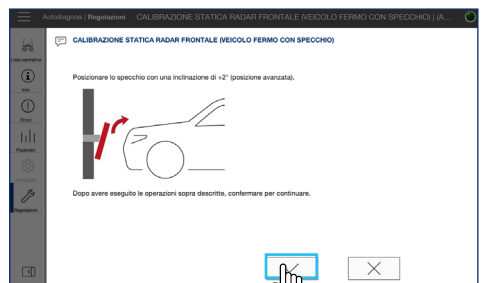 Autodiagnosi | Regolazioni CALIBRAZIONE STATICA RADAR FRONTALE (VEICOLO FERMO CON SPECCHIO) | (A...
CALIBRAZIONE STATICA RADAR FRONTALE (VEICOLO FERMO CON SPECCHIO)
Lista centraline
Info
Errori
Parametri
Attivazioni
Regolazioni
Posizionare lo specchio con una inclinazione di +2° (posizione avanzata).
Dopo avere eseguito le operazioni sopra descritte, confermare per continuare.